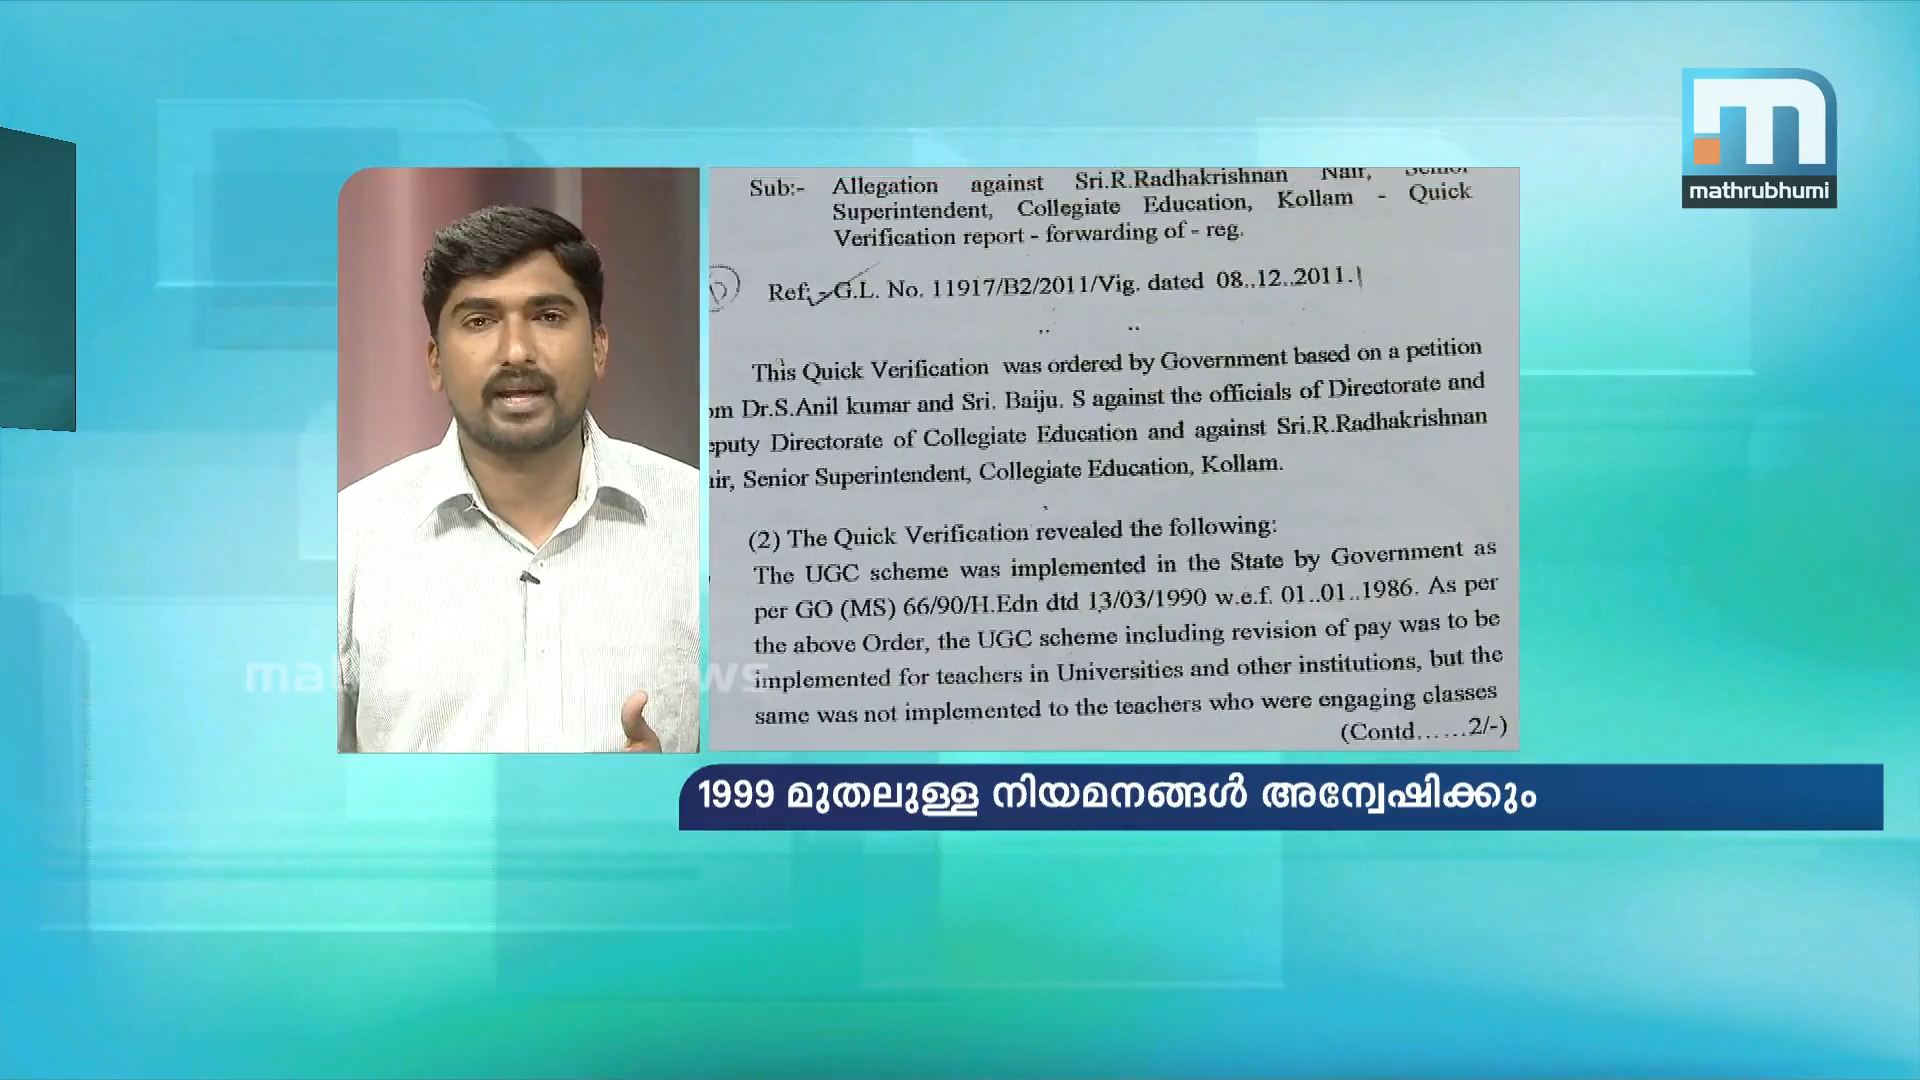 mathrubhumi
Sub:- Allegation against Sri.R.Radhakrishnan Nair, Senior
Superintendent, Collegiate Education, Kollam - Quick
Verification report - forwarding of - reg.
Ref:- G.L. No. 11917/B2/2011/Vig. dated 08..12..2011.
This Quick Verification was ordered by Government based on a petition
om Dr.S.Anil kumar and Sri. Baiju. S against the officials of Directorate and
eputy Directorate of Collegiate Education and against Sri.R.Radhakrishnan
air, Senior Superintendent, Collegiate Education, Kollam.
(2) The Quick Verification revealed the following:
The UGC scheme was implemented in the State by Government as
per GO (MS) 66/90/H.Edn dtd 13/03/1990 w.e.f. 01..01..1986. As per
the above Order, the UGC scheme including revision of pay was to be
implemented for teachers in Universities and other institutions, but the
same was not implemented to the teachers who were engaging classes
(Contd......2/-)
1999 മുതലുള്ള നിയമനങ്ങൾ അന്വേഷിക്കും